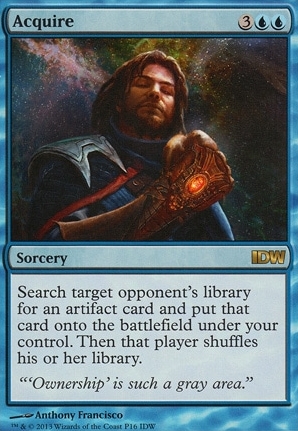 Acquire 3
Sorcery IDW
Search target opponent's library
for an artifact card and put that
card onto the battlefield under your
control. Then that player shuffles
his or her library.
“‘Ownership’ is such a gray area.”
Anthony Francisco
™ & © 2013 Wizards of the Coast P16 IDW